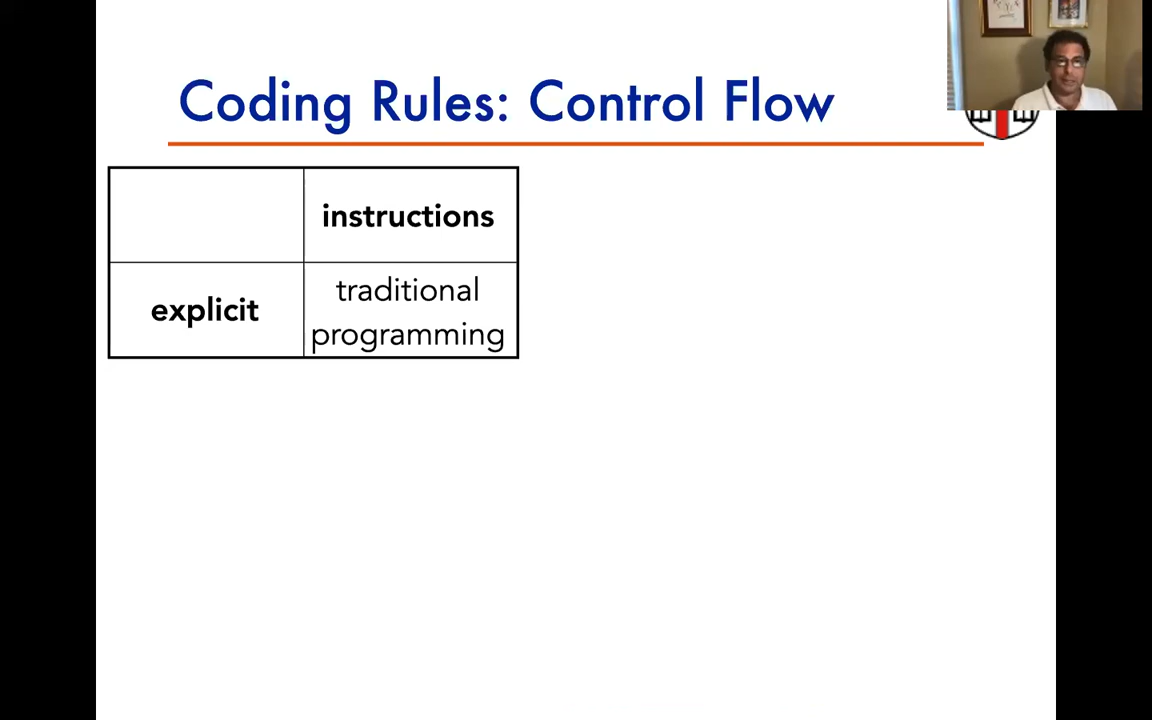 Coding Rules: Control Flow
instructions
explicit
traditional
programming